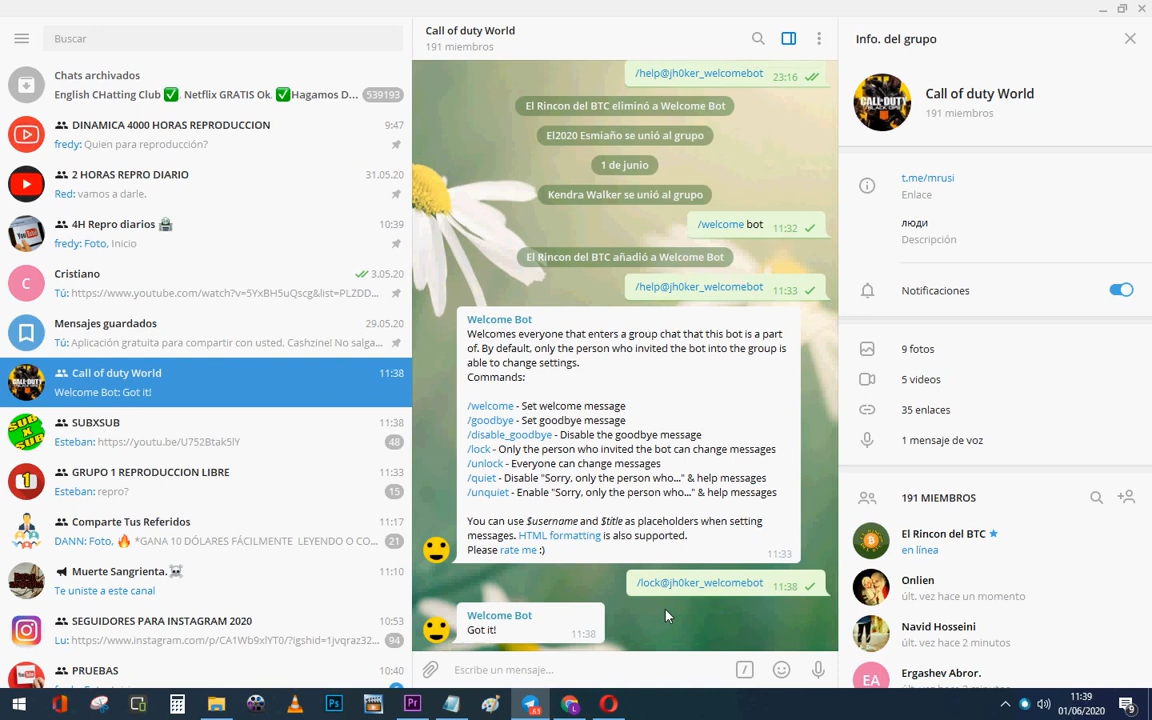 Buscar
Chats archivados
English CHatting Club ✅, Netflix GRATIS Ok, ✅Hagamos D... 539193
DINAMICA 4000 HORAS REPRODUCCION 9:47
fredy: Quien para reproducción?
2 HORAS REPRO DIARIO 31.05.20
Red: vamos a darle.
4H Repro diarios 10:39
fredy: Foto, Inicio
C
Cristiano 3.05.20
Tú: https://www.youtube.com/watch?v=5YxBH5uQscg&list=PLZDD...
Mensajes guardados 29.05.20
Tú: Aplicación gratuita para compartir con usted, Cashzine! No salga...
Call of duty World 11:38
Welcome Bot: Got it!
SUB X SUB
SUBXSUB 11:38
Esteban: https://youtu.be/U752Btak5lY 48
1
GRUPO 1 REPRODUCCION LIBRE 11:33
Esteban: repro? 15
Comparte Tus Referidos 11:17
DANN: Foto, 🔥 *GANA 10 DÓLARES FÁCILMENTE LEYENDO O CO... 21
Muerte Sangrienta.☠ 11:10
Te uniste a este canal
SEGUIDORES PARA INSTAGRAM 2020 10:53
Lu: https://www.instagram.com/p/CA1Wb9xlYT0/?igshid=1jvqraz32... 94
PRUEBAS 10:40
Call of duty World
191 miembros
/help@jh0ker_welcomebot 23:16
El Rincon del BTC eliminó a Welcome Bot
El2020 Esmiaño se unió al grupo
1 de junio
Kendra Walker se unió al grupo
/welcome bot 11:32
El Rincon del BTC añadió a Welcome Bot
/help@jh0ker_welcomebot 11:33
Welcome Bot
Welcomes everyone that enters a group chat that this bot is a part
of. By default, only the person who invited the bot into the group is
able to change settings.
Commands:
/welcome - Set welcome message
/goodbye - Set goodbye message
/disable_goodbye - Disable the goodbye message
/lock - Only the person who invited the bot can change messages
/unlock - Everyone can change messages
/quiet - Disable "Sorry, only the person who..." & help messages
/unquiet - Enable "Sorry, only the person who..." & help messages
You can use $username and $title as placeholders when setting
messages. HTML formatting is also supported.
Please rate me :)
11:33
/lock@jh0ker_welcomebot 11:38
Welcome Bot
Got it! 11:38
Escribe un mensaje...
Info. del grupo
CALL·DUTY
Call of duty World
191 miembros
t.me/mrusi
Enlace
люди
Descripción
Notificaciones
9 fotos
5 videos
35 enlaces
1 mensaje de voz
191 MIEMBROS
El Rincon del BTC
en línea
Onlien
últ. vez hace un momento
Navid Hosseini
últ. vez hace 2 minutos
EA
Ergashev Abror.
Ps
Pr
11:39
01/06/2020
9